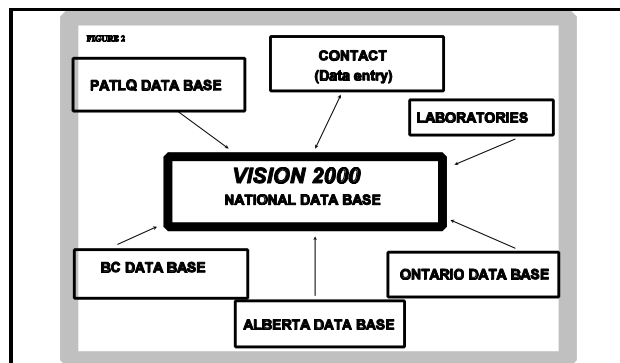 FIGURE 2
CONTACT
(Data entry)
PATLQ DATA BASE
LABORATORIES
VISION 2000
NATIONAL DATA BASE
BC DATA BASE
ONTARIO DATA BASE
ALBERTA DATA BASE